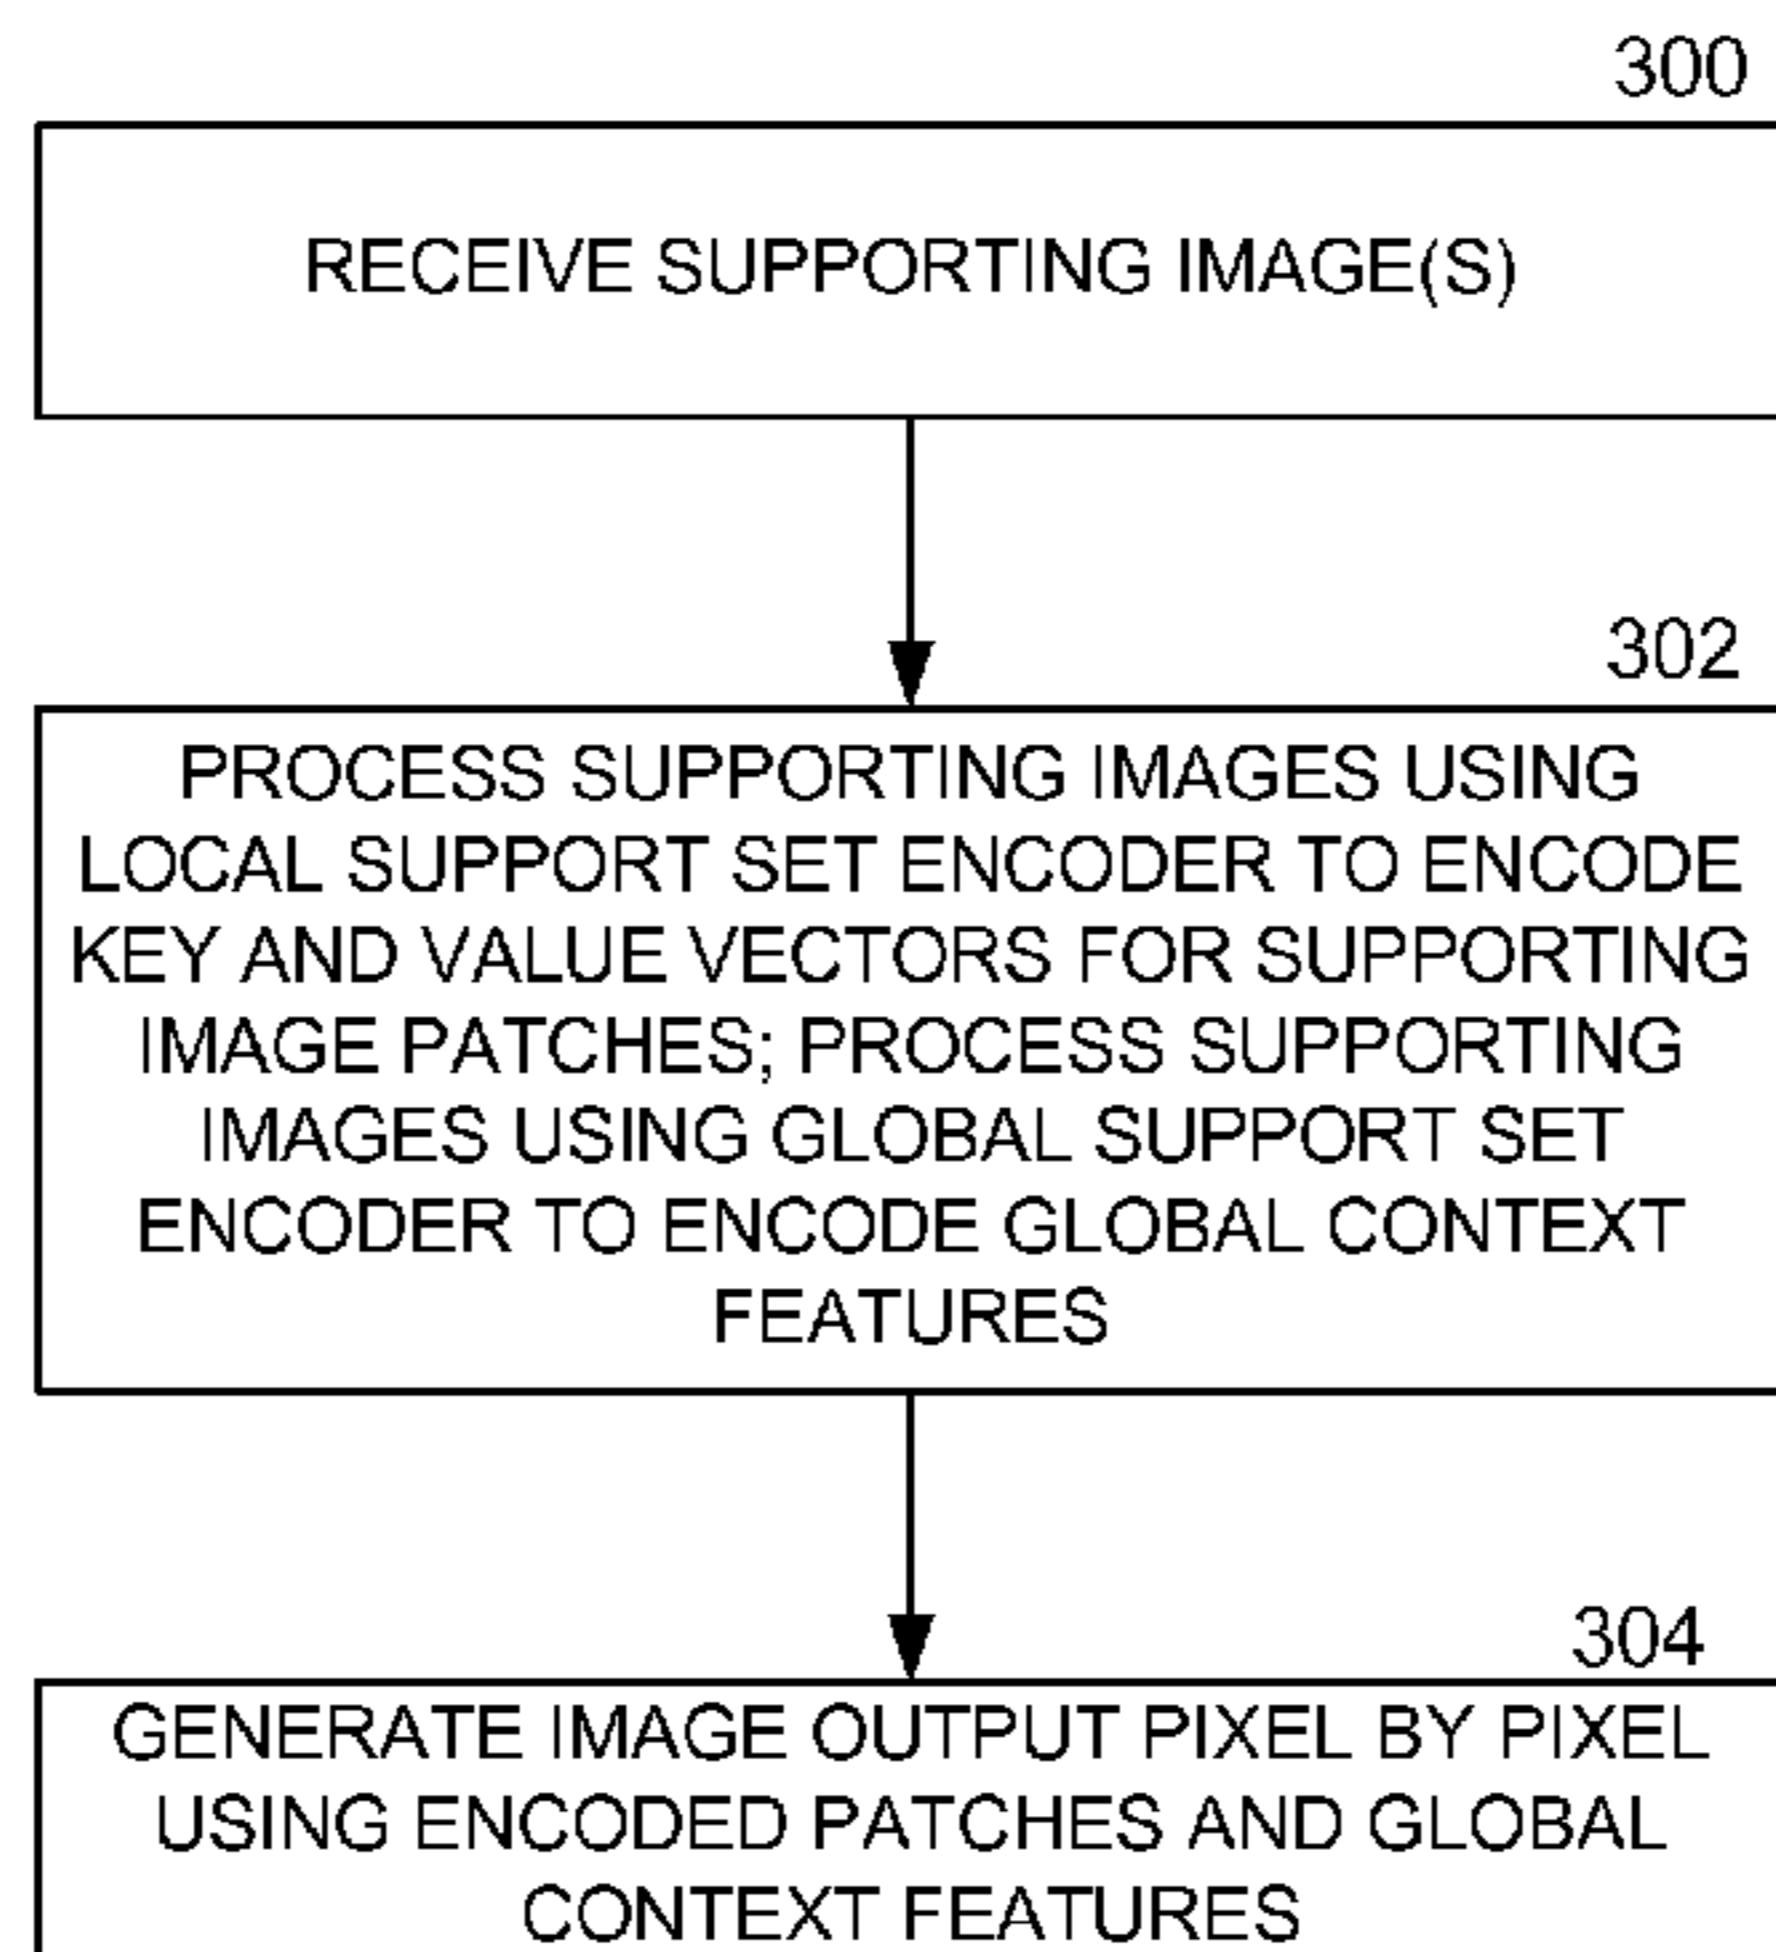 300
RECEIVE SUPPORTING IMAGE(S)
302
PROCESS SUPPORTING IMAGES USING
LOCAL SUPPORT SET ENCODER TO ENCODE
KEY AND VALUE VECTORS FOR SUPPORTING
IMAGE PATCHES; PROCESS SUPPORTING
IMAGES USING GLOBAL SUPPORT SET
ENCODER TO ENCODE GLOBAL CONTEXT
FEATURES
304
GENERATE IMAGE OUTPUT PIXEL BY PIXEL
USING ENCODED PATCHES AND GLOBAL
CONTEXT FEATURES